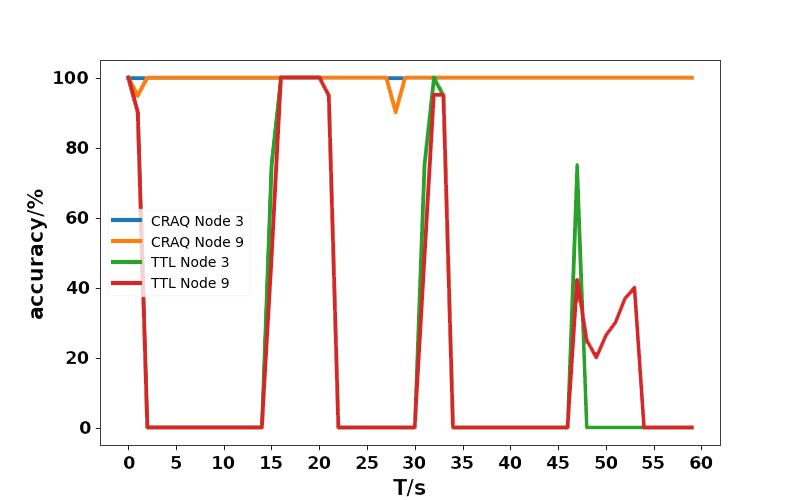 100
80
60
40
20
0
accuracy/%
CRAQ Node 3
CRAQ Node 9
TTL Node 3
TTL Node 9
0 5 10 15 20 25 30 35 40 45 50 55 60
T/s